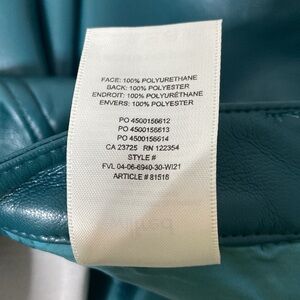 FACE: 100% POLYURETHANE
BACK: 100% POLYESTER
ENDROIT: 100% POLYURÉTHANE
ENVERS: 100% POLYESTER
PO 4500156612
PO 4500156613
PO 4500156614
CA 23725 RN 122354
STYLE #
FVL 04-06-6940-30-WI21
ARTICLE # 81518